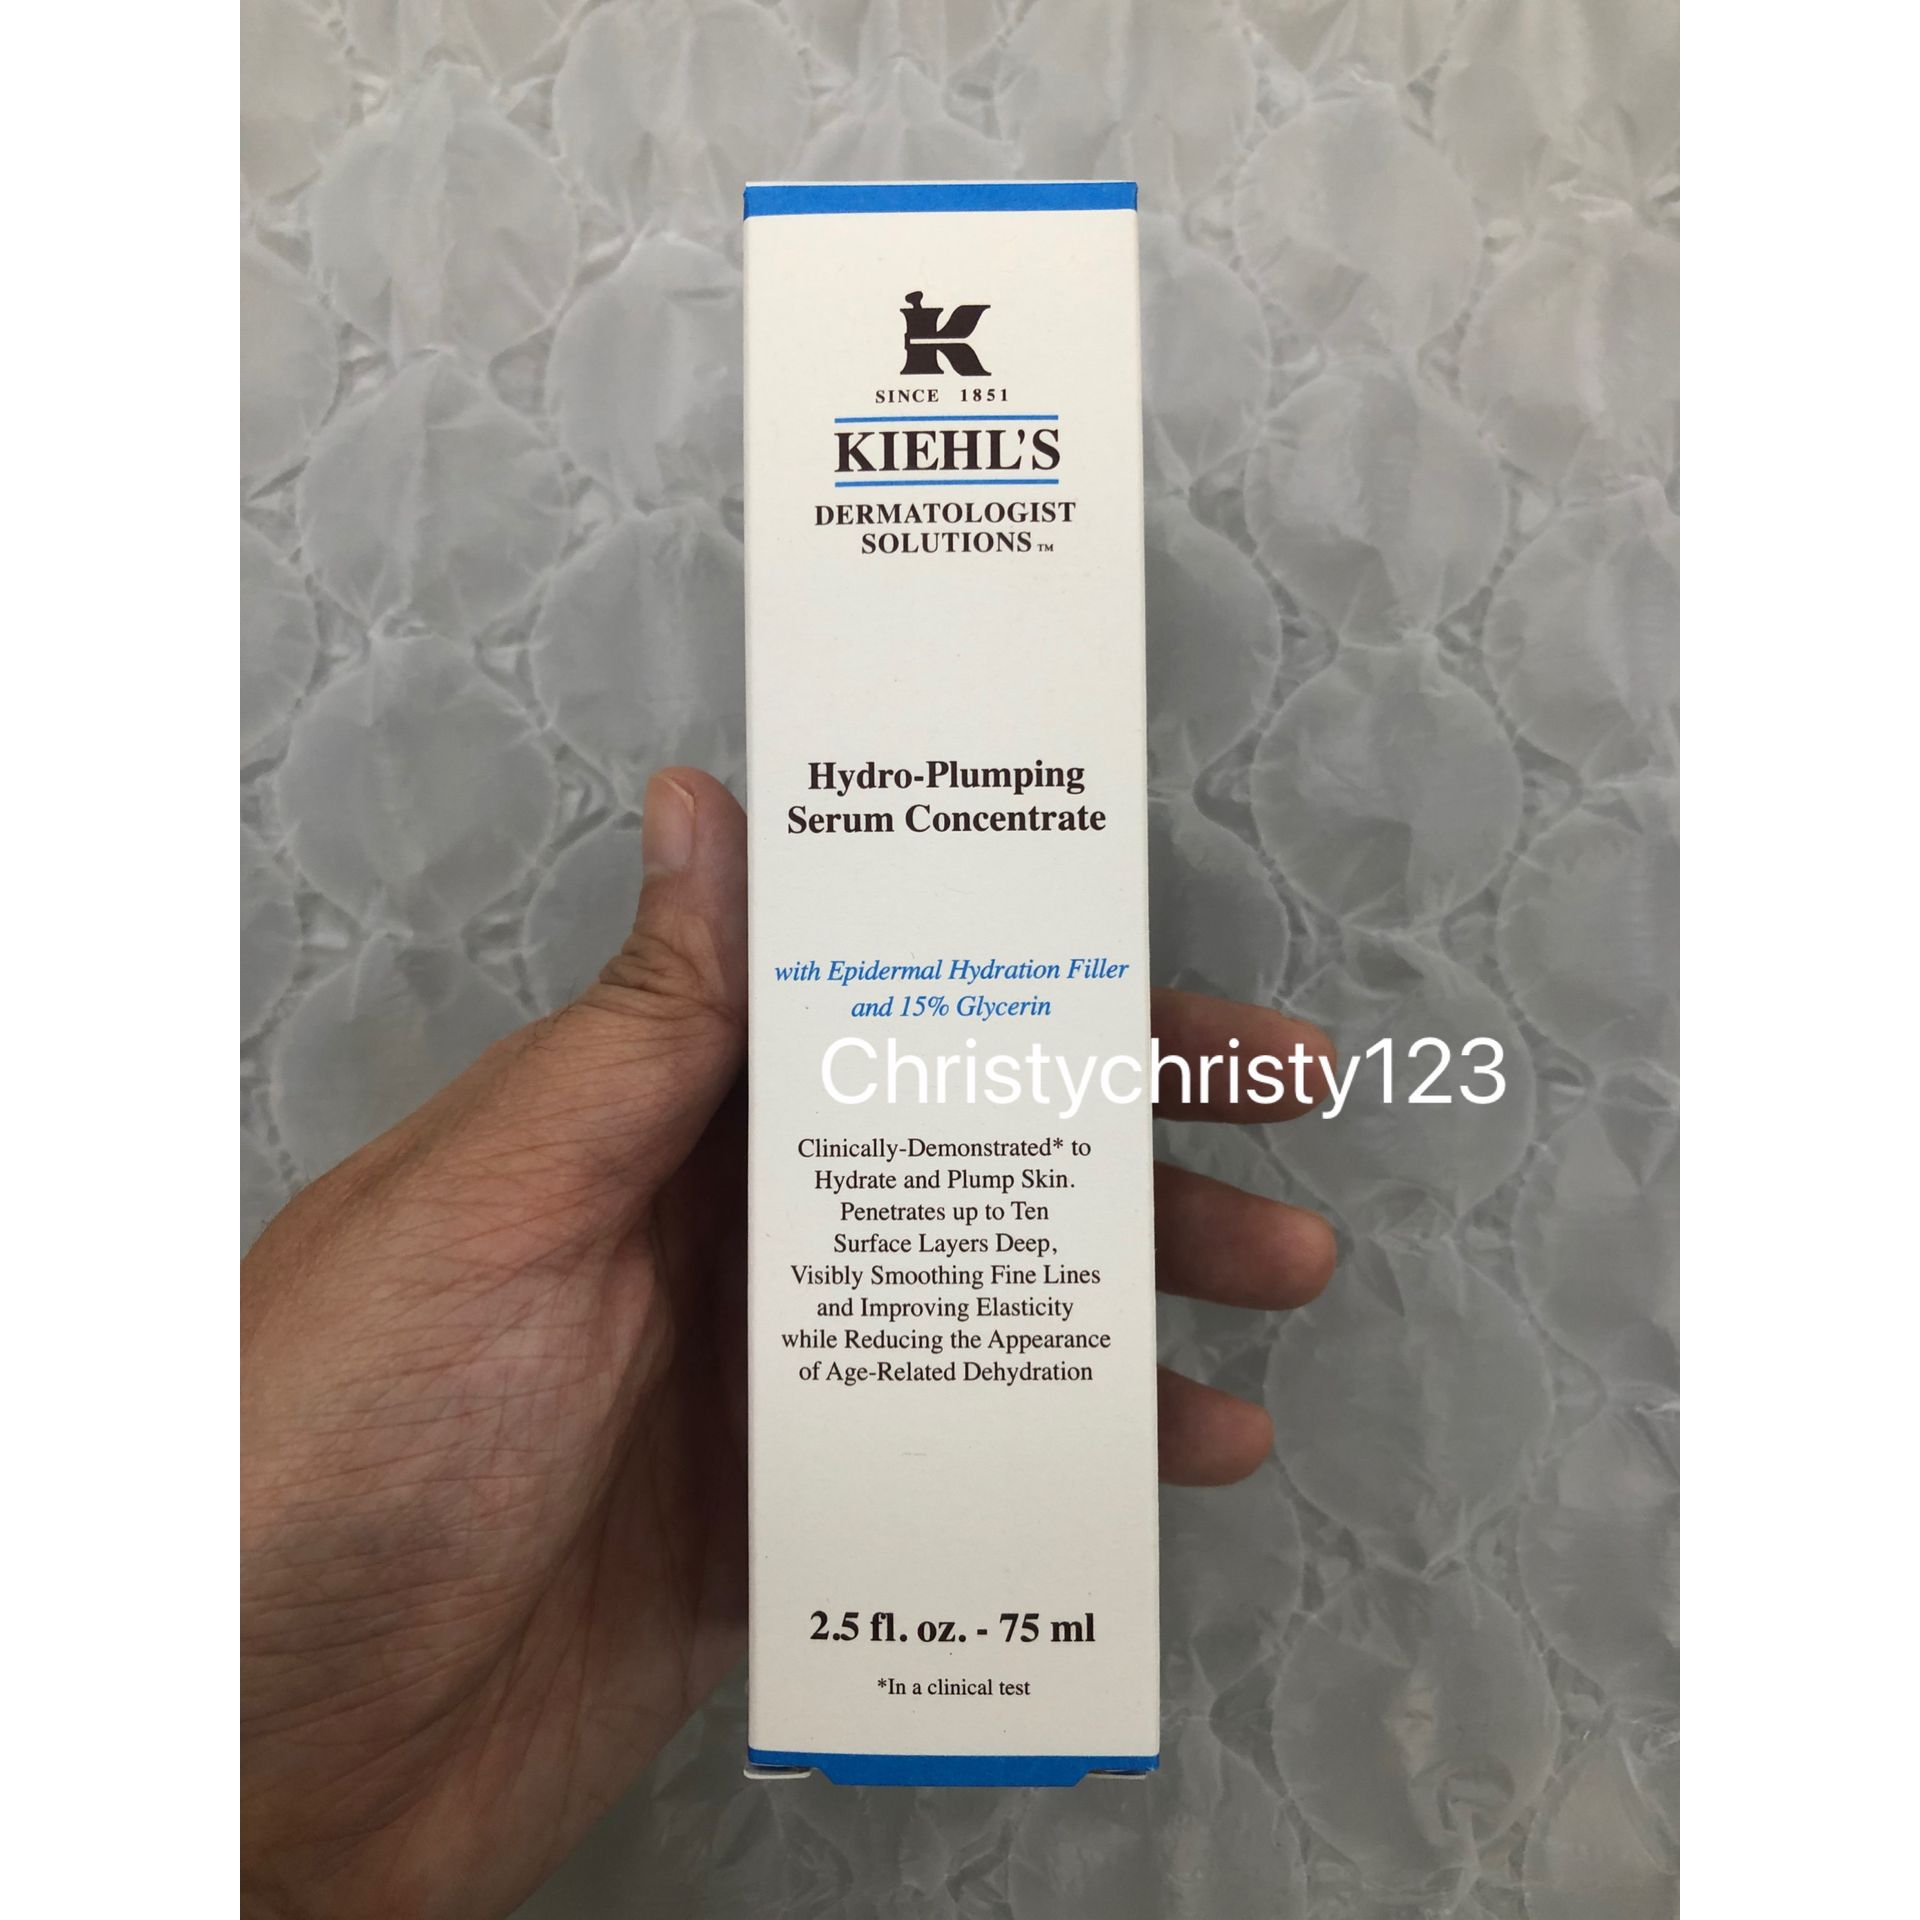 K
SINCE 1851
KIEHL'S
DERMATOLOGIST
SOLUTIONS™
Hydro-Plumping
Serum Concentrate
with Epidermal Hydration Filler
and 15% Glycerin
Christychristy123
Clinically-Demonstrated* to
Hydrate and Plump Skin.
Penetrates up to Ten
Surface Layers Deep,
Visibly Smoothing Fine Lines
and Improving Elasticity
while Reducing the Appearance
of Age-Related Dehydration
2.5 fl. oz. - 75 ml
*In a clinical test